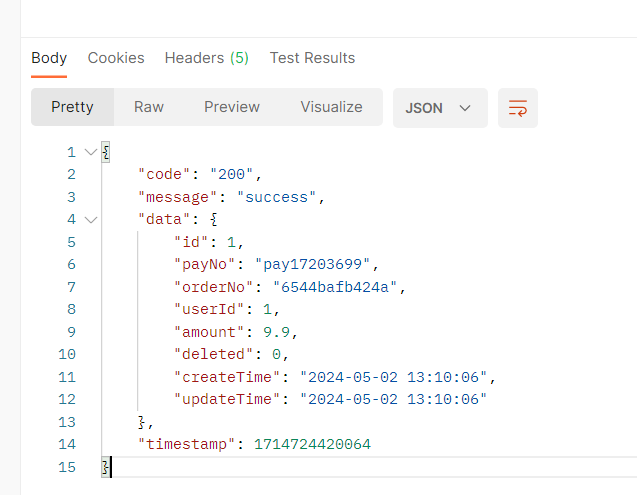 Body Cookies Headers (5) Test Results
Pretty Raw Preview Visualize JSON
1 {
2 "code": "200",
3 "message": "success",
4 "data": {
5 "id": 1,
6 "payNo": "pay17203699",
7 "orderNo": "6544bafb424a",
8 "userId": 1,
9 "amount": 9.9,
10 "deleted": 0,
11 "createTime": "2024-05-02 13:10:06",
12 "updateTime": "2024-05-02 13:10:06"
13 },
14 "timestamp": 1714724420064
15 }